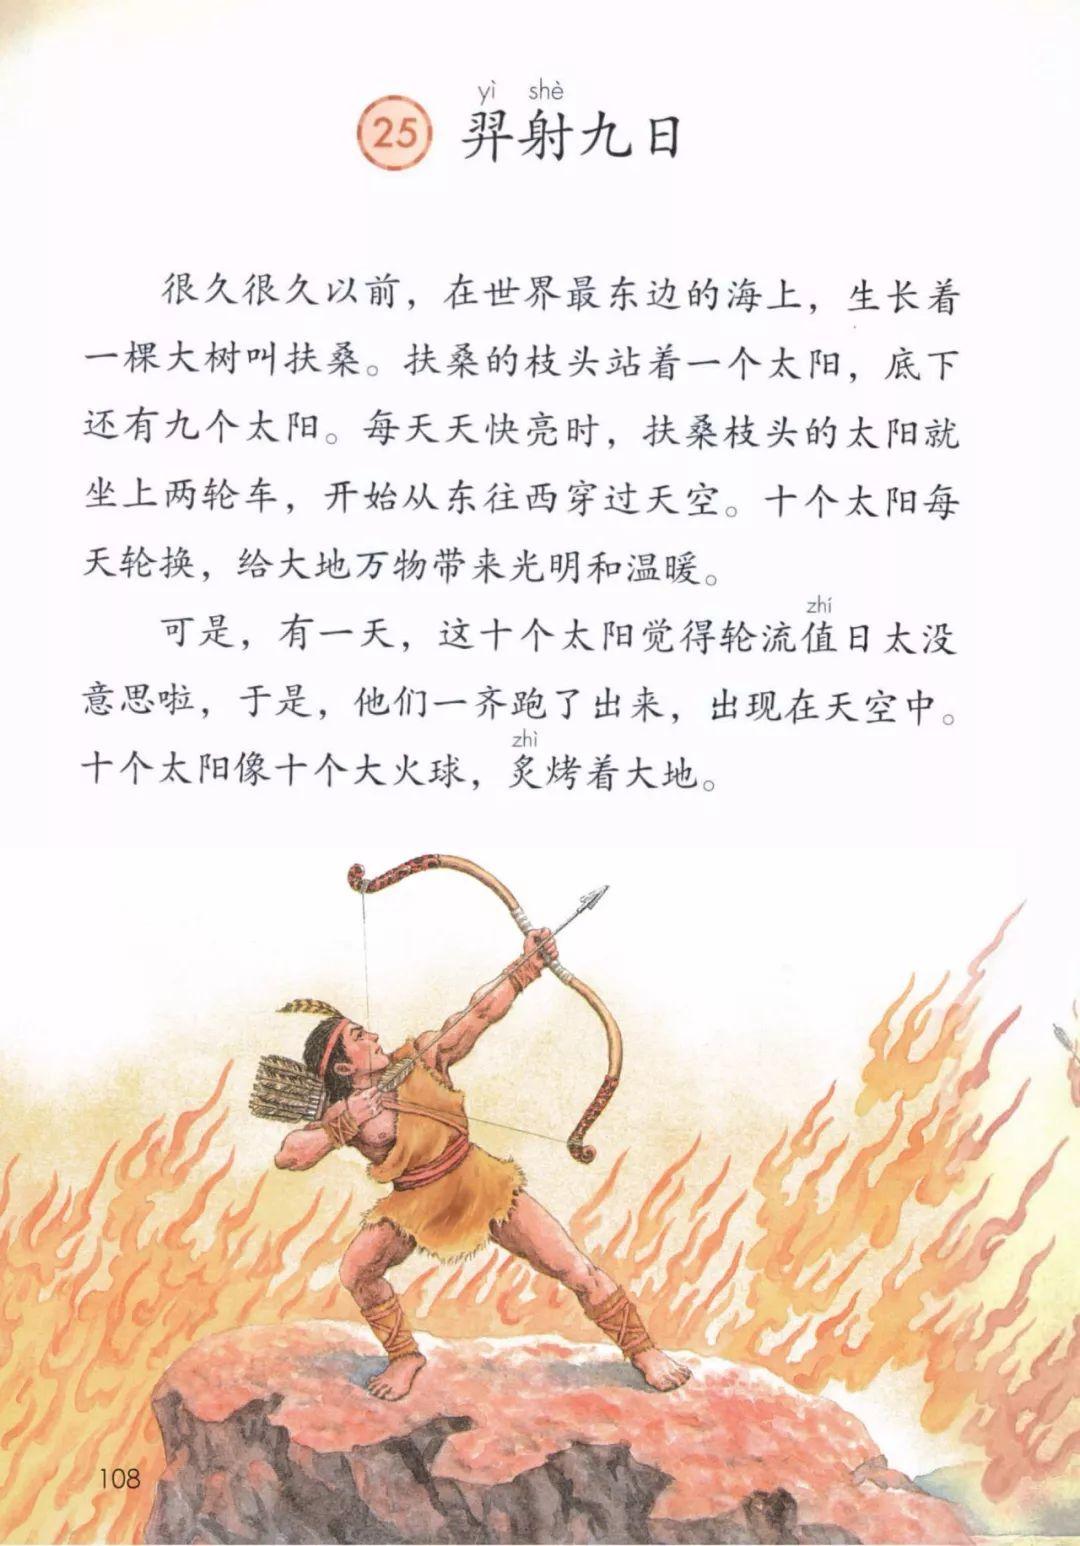 yì shè
25 羿射九日
很久很久以前，在世界最东边的海上，生长着
一棵大树叫扶桑。扶桑的枝头站着一个太阳，底下
还有九个太阳。每天天快亮时，扶桑枝头的太阳就
坐上两轮车，开始从东往西穿过天空。十个太阳每
天轮换，给大地万物带来光明和温暖。
zhí
可是，有一天，这十个太阳觉得轮流值日太没
意思啦，于是，他们一齐跑了出来，出现在天空中。
zhì
十个太阳像十个大火球，炙烤着大地。
108